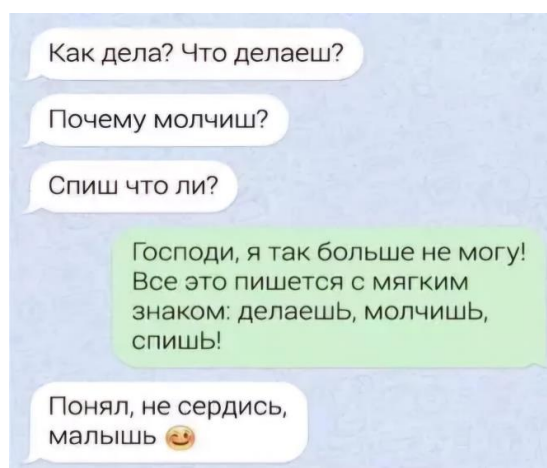 Как дела? Что делаеш?
Почему молчиш?
Спиш что ли?
Господи, я так больше не могу!
Все это пишется с мягким
знаком: делаешЬ, молчишЬ,
спишЬ!
Понял, не сердись,
малышь 😊